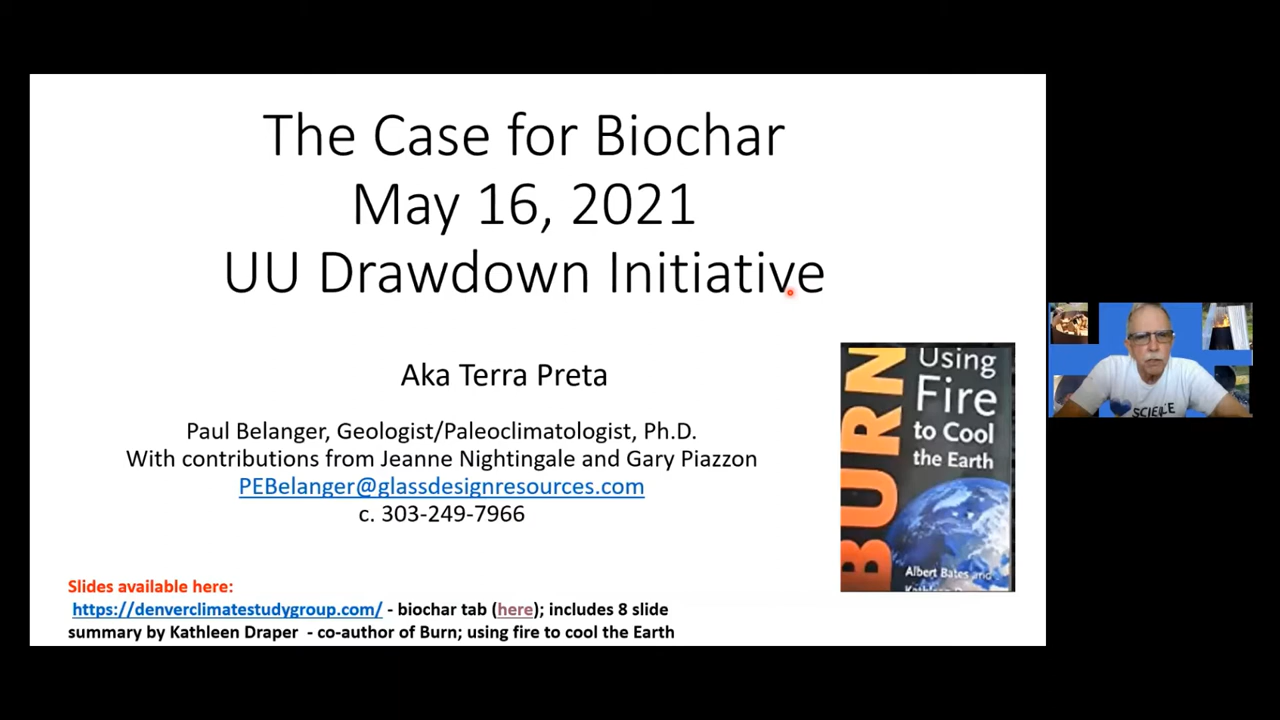 The Case for Biochar
May 16, 2021
UU Drawdown Initiative
Aka Terra Preta
Paul Belanger, Geologist/Paleoclimatologist, Ph.D.
With contributions from Jeanne Nightingale and Gary Piazzon
PEBelanger@glassdesignresources.com
c. 303-249-7966
BURN
Using
Fire
to Cool
the Earth
Albert Bates and
Slides available here:
https://denverclimatestudygroup.com/ - biochar tab (here); includes 8 slide
summary by Kathleen Draper - co-author of Burn; using fire to cool the Earth
SCIENCE